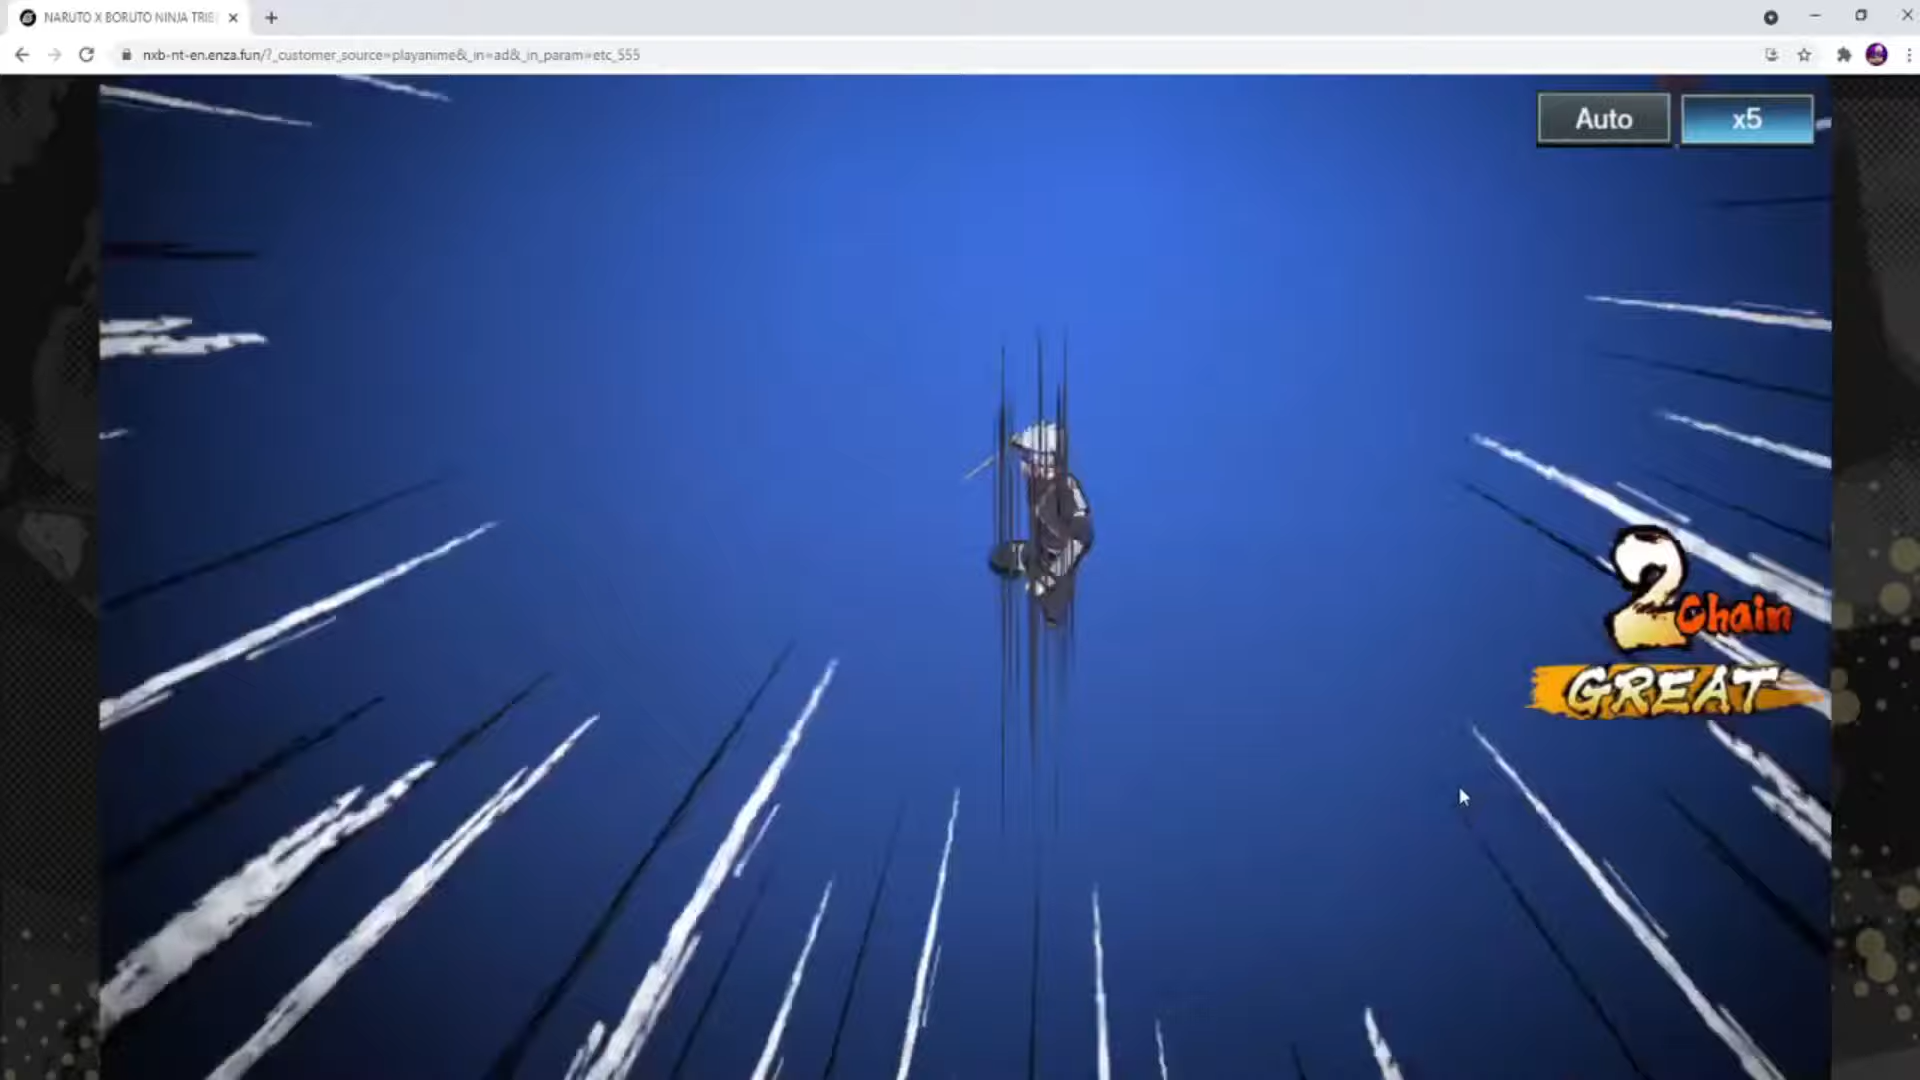 NARUTO X BORUTO NINJA TRIB
nxb-nt-en.enza.fun/?_customer_source=playanime&_in=ad&_in_param=etc_555
Auto
x5
2 Chain
GREAT